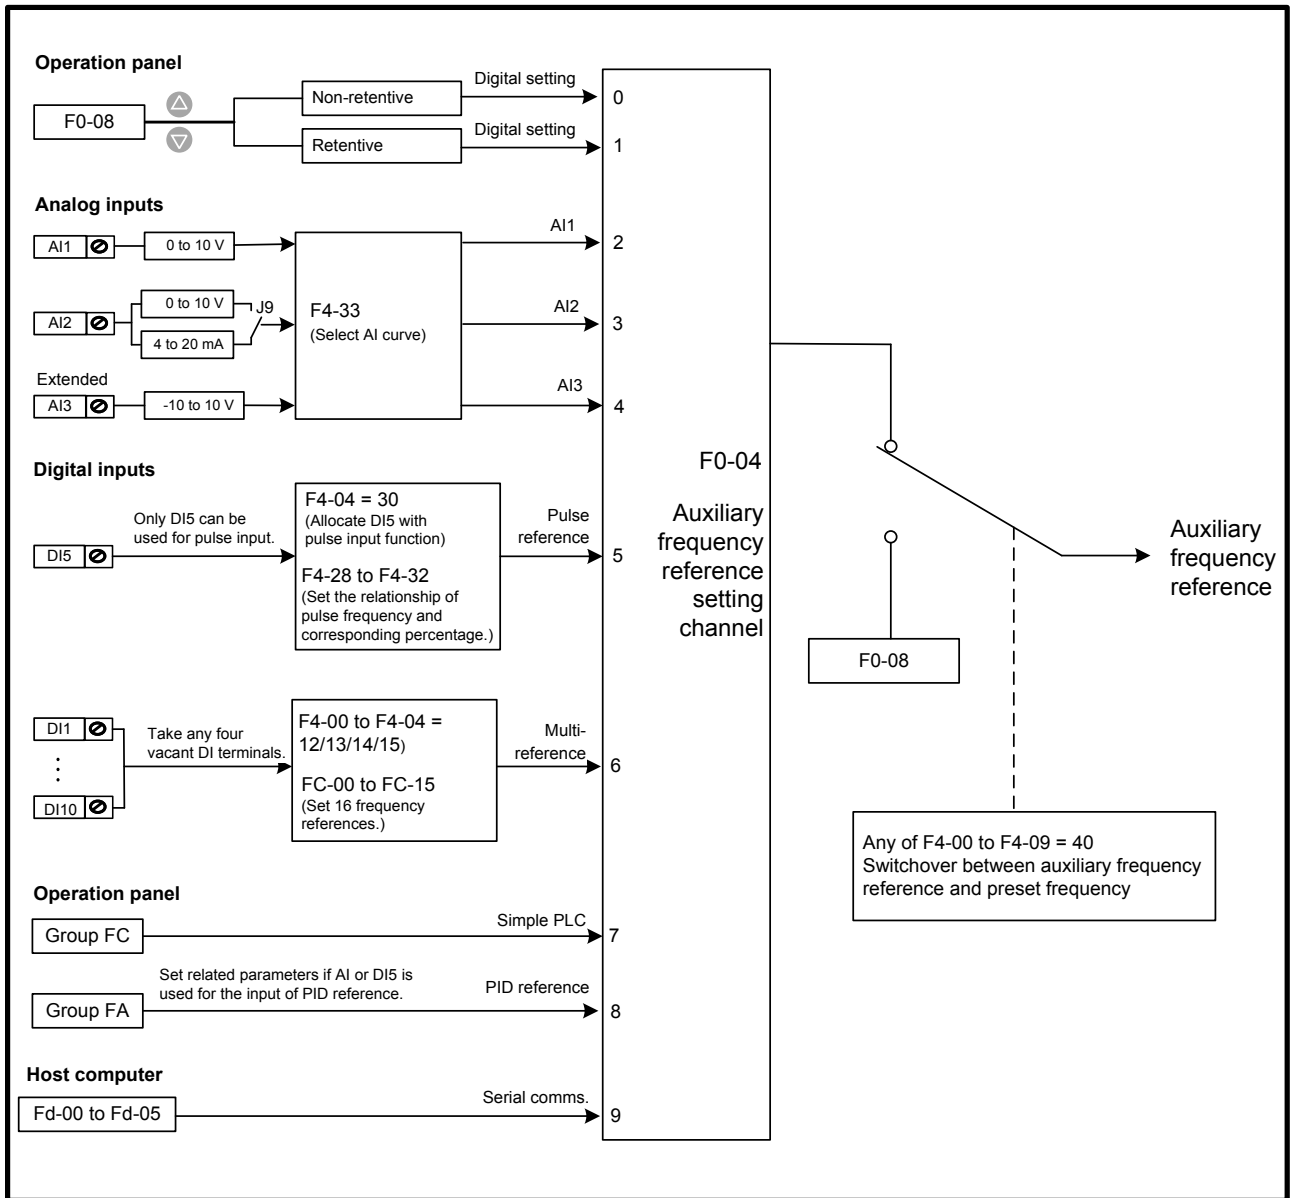 Operation panel
F0-08
Non-retentive
Digital setting
0
Retentive
Digital setting
1
Analog inputs
AI1
0 to 10 V
AI1
2
AI2
0 to 10 V
4 to 20 mA
J9
F4-33
(Select AI curve)
AI2
3
Extended
AI3
-10 to 10 V
AI3
4
Digital inputs
DI5
Only DI5 can be
used for pulse input.
F4-04 = 30
(Allocate DI5 with
pulse input function)
F4-28 to F4-32
(Set the relationship of
pulse frequency and
corresponding percentage.)
Pulse
reference
5
DI1
DI10
Take any four
vacant DI terminals.
F4-00 to F4-04 =
12/13/14/15)
FC-00 to FC-15
(Set 16 frequency
references.)
Multi-
reference
6
Operation panel
Group FC
Simple PLC
7
Group FA
Set related parameters if AI or DI5 is
used for the input of PID reference.
PID reference
8
Host computer
Fd-00 to Fd-05
Serial comms.
9
F0-04
Auxiliary
frequency
reference
setting
channel
F0-08
Auxiliary
frequency
reference
Any of F4-00 to F4-09 = 40
Switchover between auxiliary frequency
reference and preset frequency